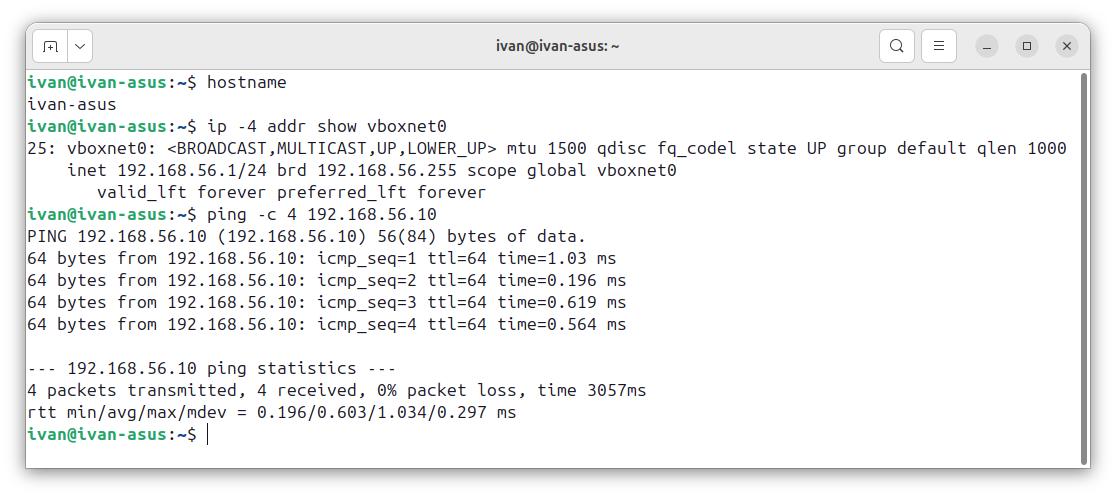 ivan@ivan-asus: ~
ivan@ivan-asus:~$ hostname
ivan-asus
ivan@ivan-asus:~$ ip -4 addr show vboxnet0
25: vboxnet0: <BROADCAST,MULTICAST,UP,LOWER_UP> mtu 1500 qdisc fq_codel state UP group default qlen 1000
    inet 192.168.56.1/24 brd 192.168.56.255 scope global vboxnet0
       valid_lft forever preferred_lft forever
ivan@ivan-asus:~$ ping -c 4 192.168.56.10
PING 192.168.56.10 (192.168.56.10) 56(84) bytes of data.
64 bytes from 192.168.56.10: icmp_seq=1 ttl=64 time=1.03 ms
64 bytes from 192.168.56.10: icmp_seq=2 ttl=64 time=0.196 ms
64 bytes from 192.168.56.10: icmp_seq=3 ttl=64 time=0.619 ms
64 bytes from 192.168.56.10: icmp_seq=4 ttl=64 time=0.564 ms

--- 192.168.56.10 ping statistics ---
4 packets transmitted, 4 received, 0% packet loss, time 3057ms
rtt min/avg/max/mdev = 0.196/0.603/1.034/0.297 ms
ivan@ivan-asus:~$